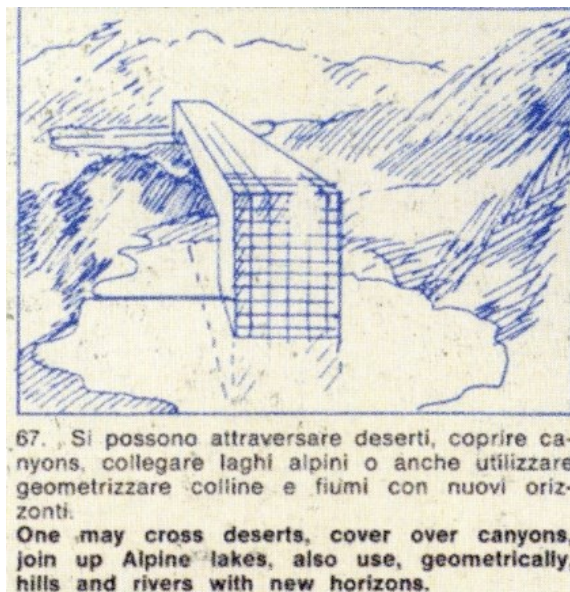 67. Si possono attraversare deserti, coprire ca-
nyons, collegare laghi alpini o anche utilizzare
geometrizzare colline e fiumi con nuovi oriz-
zonti.
One may cross deserts, cover over canyons,
join up Alpine lakes, also use, geometrically,
hills and rivers with new horizons.